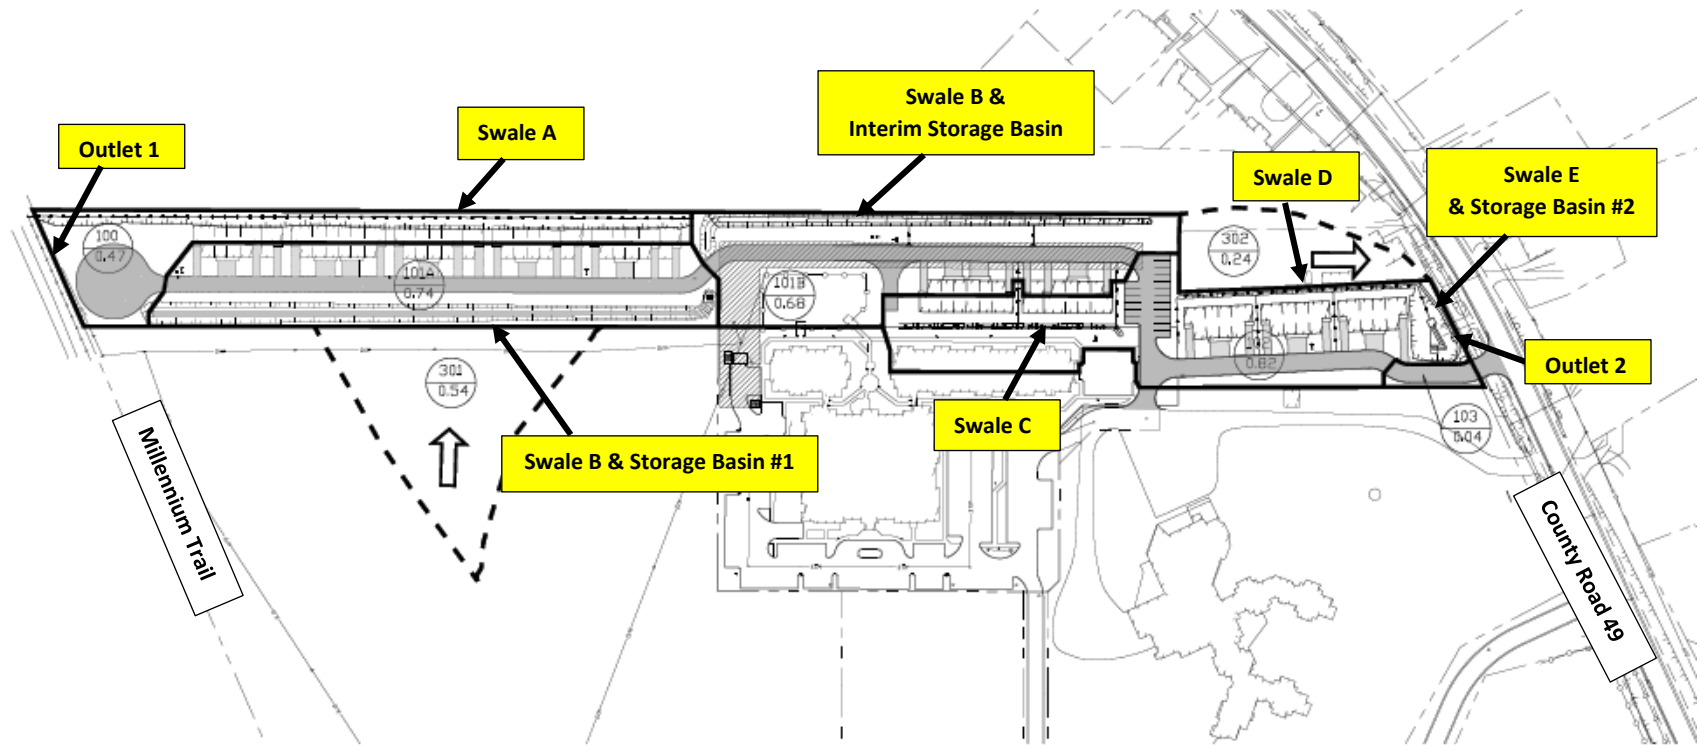 Swale B &
Interim Storage Basin
Swale A
Outlet 1
Swale D
Swale E
& Storage Basin #2
100
0.47
101A
0.74
101B
0.68
302
0.24
102
0.82
Outlet 2
301
0.54
Swale C
103
0.04
Swale B & Storage Basin #1
Millennium Trail
County Road 49